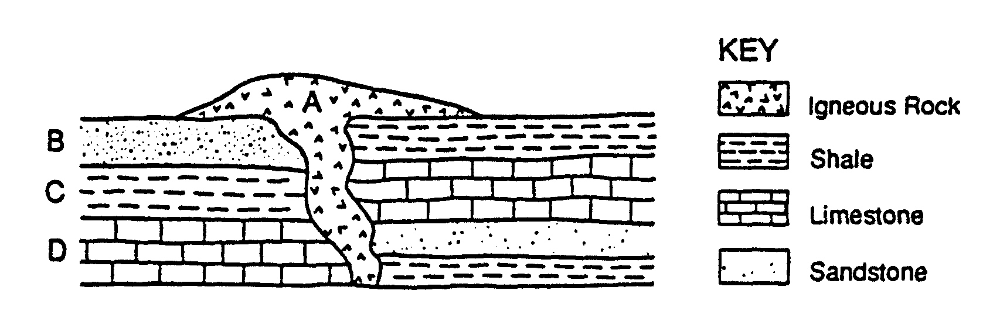 KEY
A
Igneous Rock
B
Shale
C
Limestone
D
Sandstone